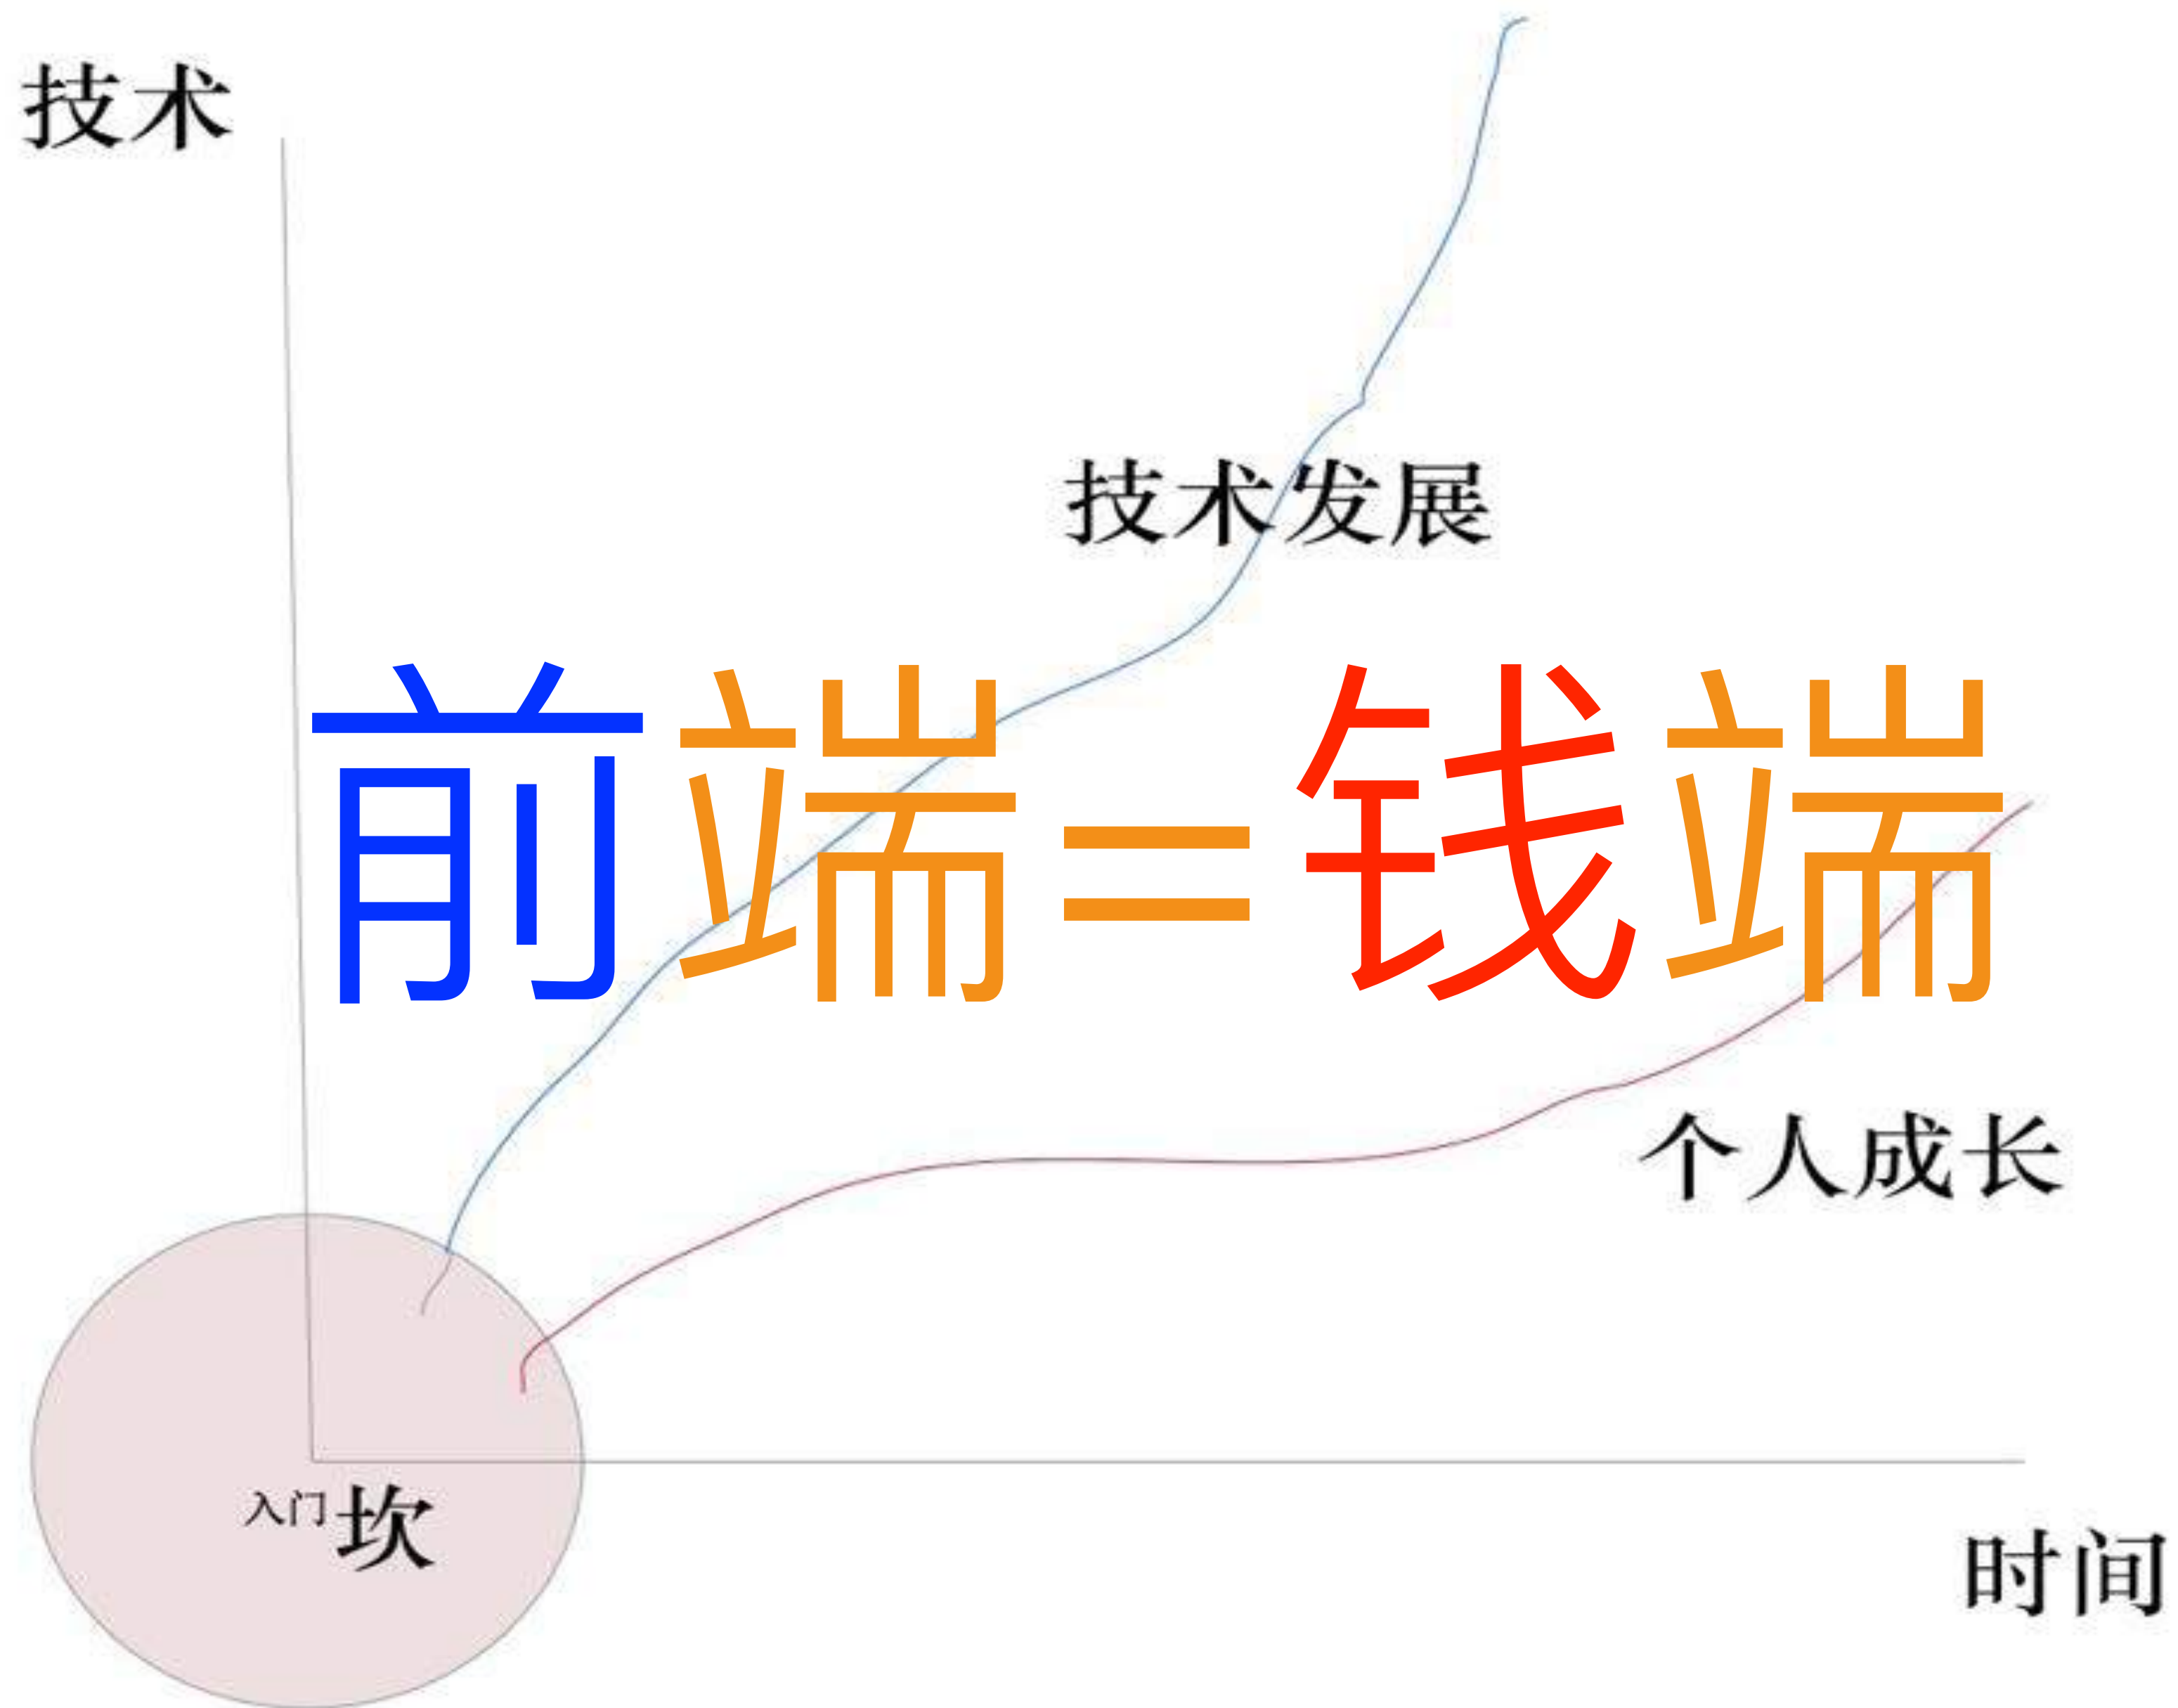 技术
技术发展
前端=钱端
个人成长
入门坎
时间